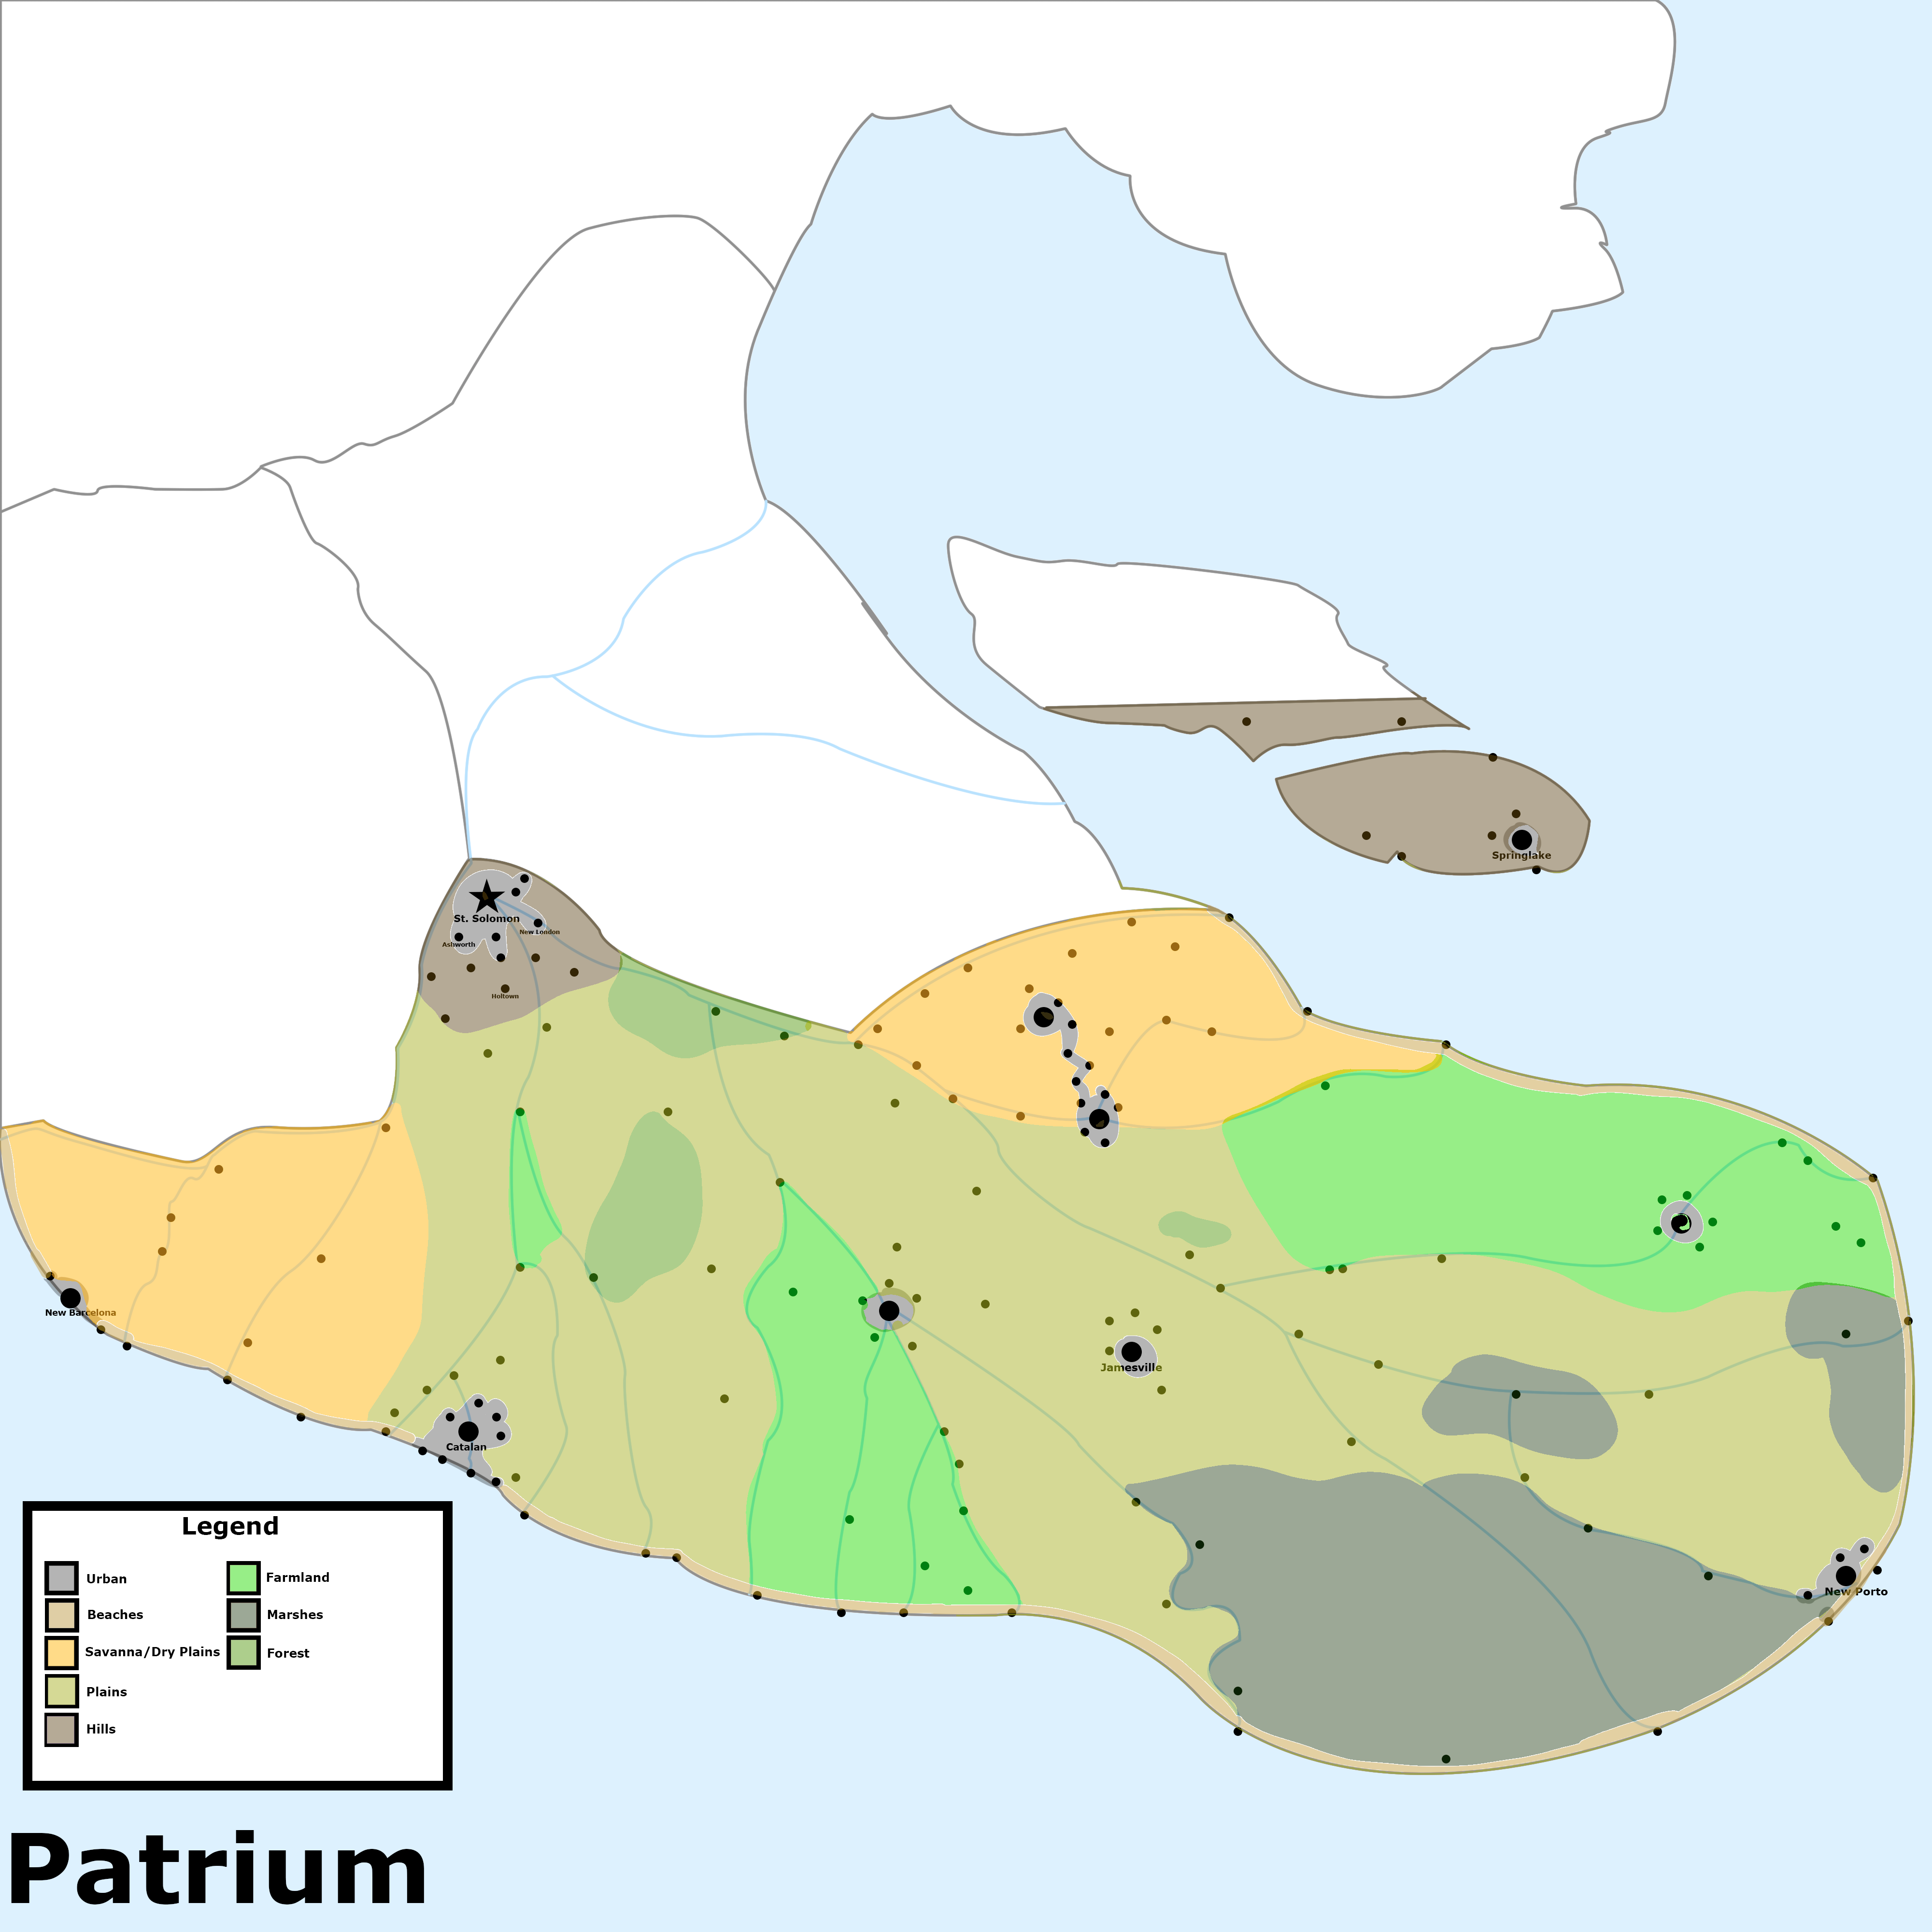 Springlake
St. Solomon
New London
Ashworth
Holtown
New Barcelona
Jamesville
Catalan
New Porto
Legend
Urban
Farmland
Beaches
Marshes
Savanna/Dry Plains
Forest
Plains
Hills
Patrium